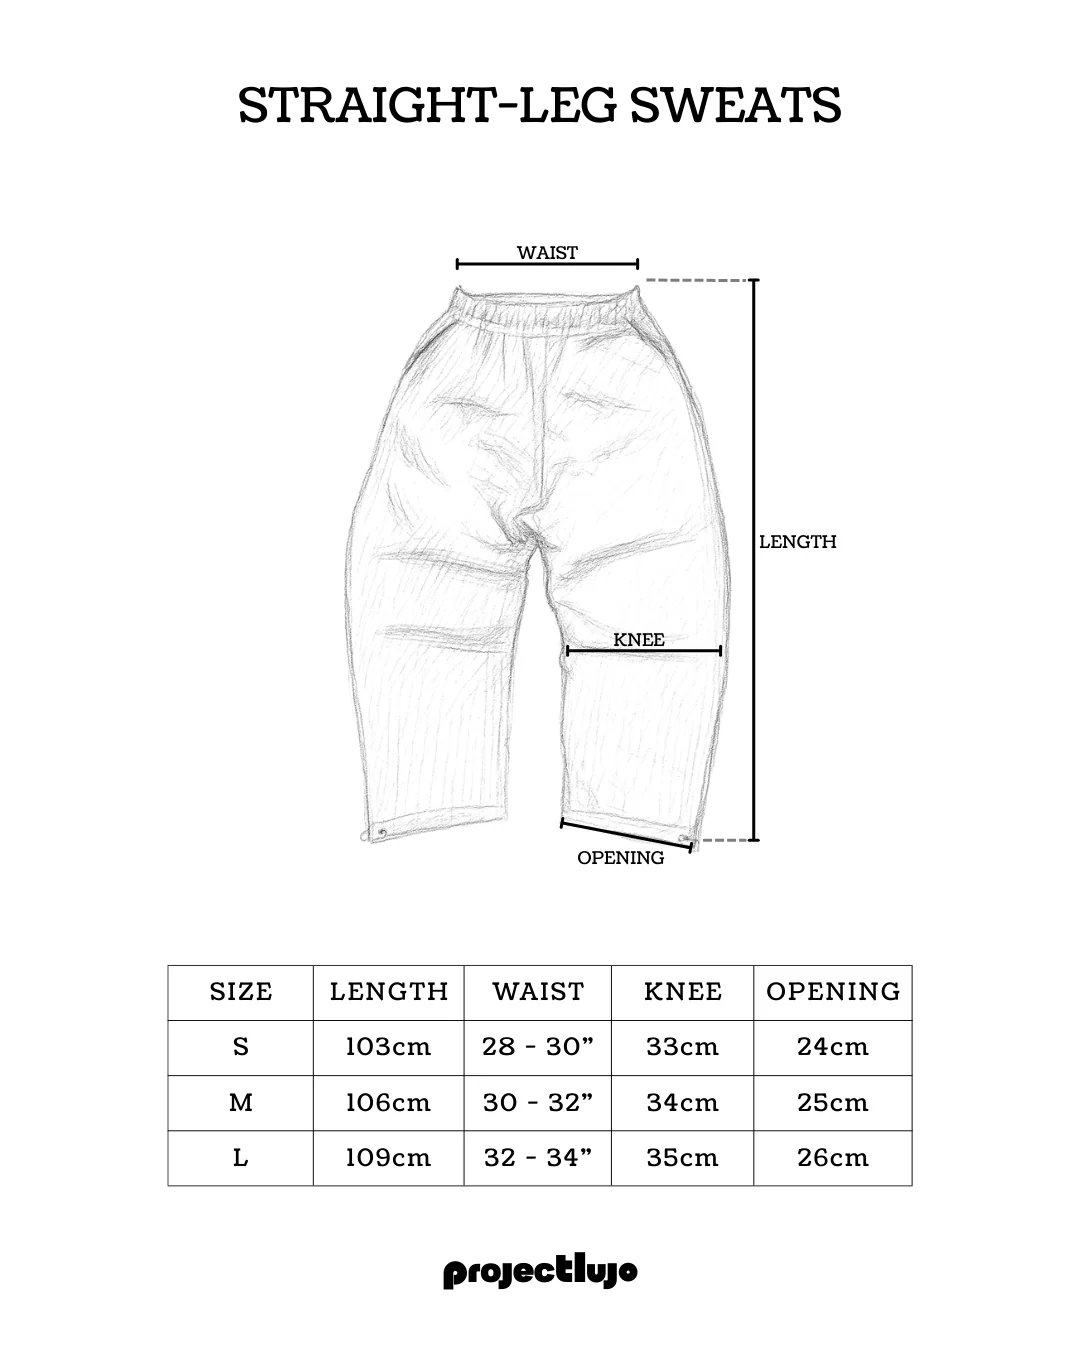 STRAIGHT-LEG SWEATS
WAIST
LENGTH
KNEE
OPENING
SIZE LENGTH WAIST KNEE OPENING
S 103cm 28 - 30” 33cm 24cm
M 106cm 30 - 32” 34cm 25cm
L 109cm 32 - 34” 35cm 26cm
projectlujo